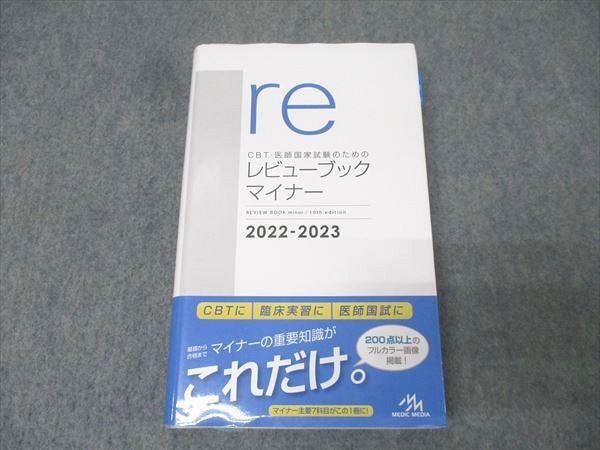 re
CBT・医師国家試験のための
レビューブック
マイナー
REVIEW BOOK minor / 10th edition
2022-2023
CBTに
臨床実習に
医師国試に
基礎から
合格まで
マイナーの重要知識が
これだけ。
200点以上の
フルカラー画像
掲載!
マイナー主要7科目がこの1冊に!
MEDIC MEDIA